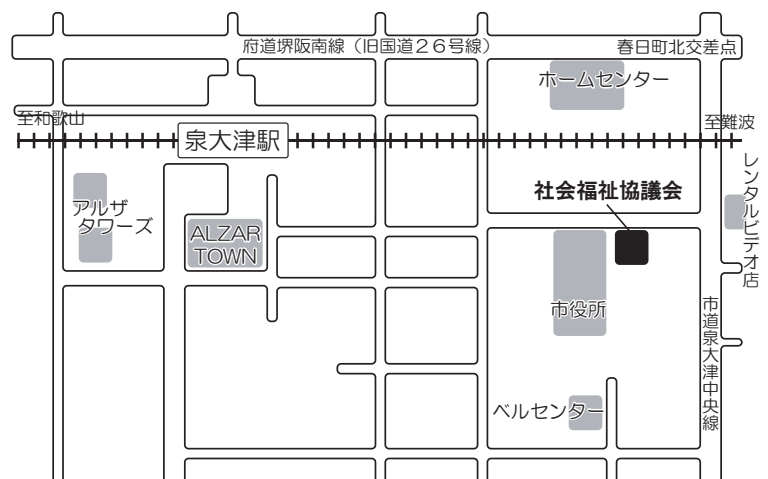 府道堺阪南線（旧国道２６号線）
春日町北交差点
ホームセンター
至和歌山
泉大津駅
至難波
レンタルビデオ店
アルザ
タワーズ
社会福祉協議会
ALZAR
TOWN
市役所
市道泉大津中央線
ベルセンター